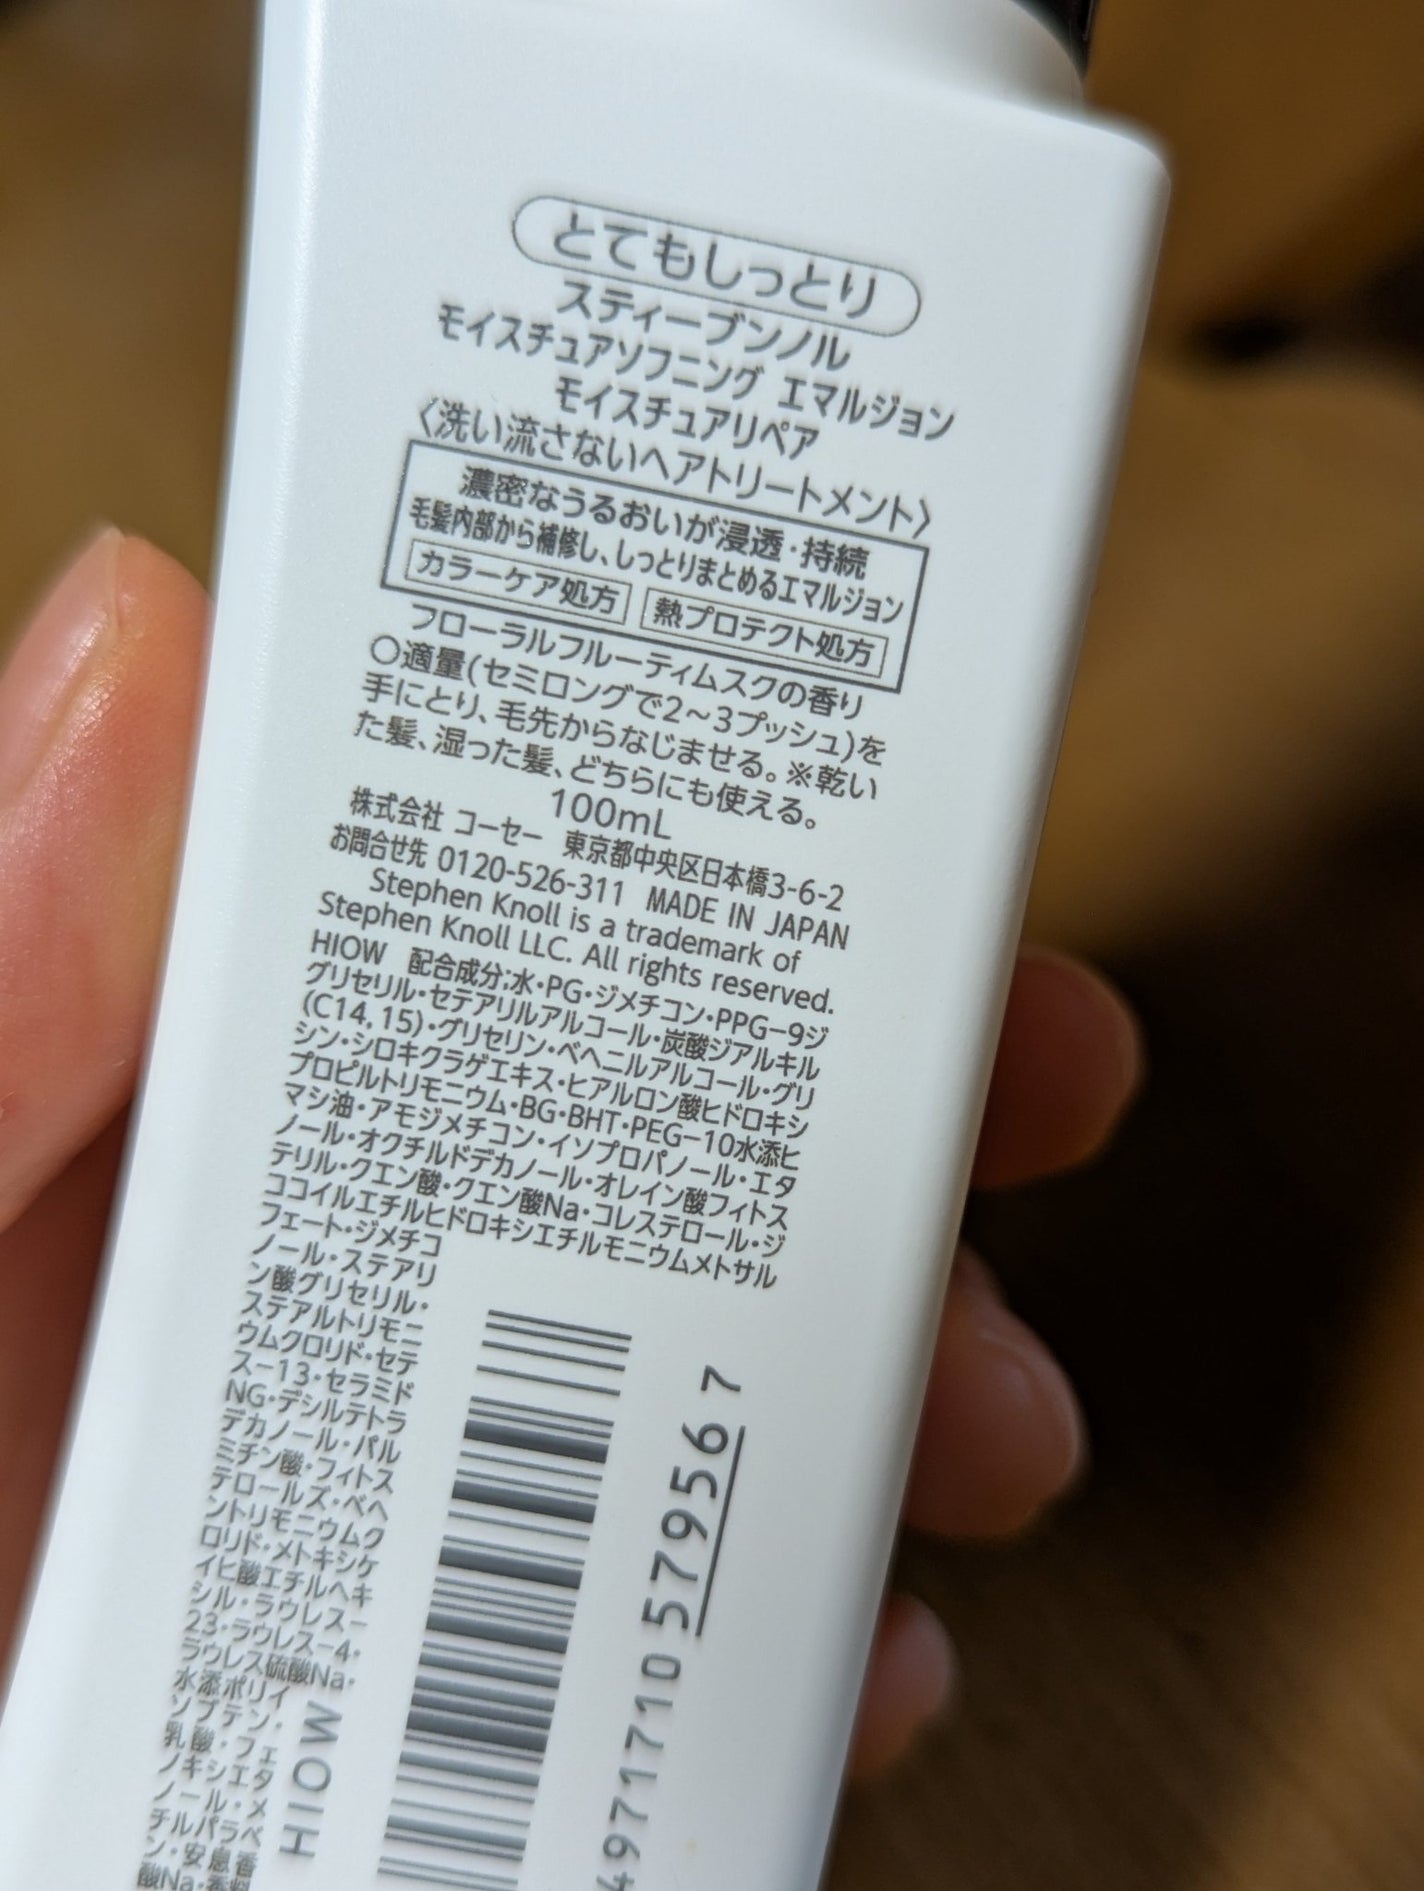 とてもしっとり
スティーブンノル
モイスチュアソフニング エマルジョン
モイスチュアリペア
〈洗い流さないヘアトリートメント〉
濃密なうるおいが浸透・持続
毛髪内部から補修し、しっとりまとめるエマルジョン
カラーケア処方 熱プロテクト処方
フローラルフルーティムスクの香り
○適量(セミロングで2～3プッシュ)を
手にとり、毛先からなじませる。※乾い
た髪、湿った髪、どちらにも使える。
100mL
株式会社 コーセー 東京都中央区日本橋3-6-2
お問合せ先 0120-526-311 MADE IN JAPAN
Stephen Knoll is a trademark of
Stephen Knoll LLC. All rights reserved.
HIOW 配合成分:水・PG・ジメチコン・PPG−9ジ
グリセリル・セテアリルアルコール・炭酸ジアルキル
(C14,15)・グリセリン・ベヘニルアルコール・グリ
シン・シロキクラゲエキス・ヒアルロン酸ヒドロキシ
プロピルトリモニウム・BG・BHT・PEG−10水添ヒ
マシ油・アモジメチコン・イソプロパノール・エタ
ノール・オクチルドデカノール・オレイン酸フィトス
テリル・クエン酸・クエン酸Na・コレステロール・ジ
ココイルエチルヒドロキシエチルモニウムメトサル
フェート・ジメチコ
ノール・ステアリ
ン酸グリセリル・
ステアルトリモニ
ウムクロリド・セテ
ス−13・セラミド
NG・デシルテトラ
デカノール・パル
ミチン酸・フィトス
テロールズ・ベヘ
ントリモニウムク
ロリド・メトキシケ
イヒ酸エチルヘキ
シル・ラウレス−
23・ラウレス−4・
ラウレス硫酸Na・
水添ポリイ
ソブテン・
乳酸・フェ
ノキシエタ
ノール・メ
チルパラベ
ン・安息香
酸Na・香料
HIOW
4971710579567